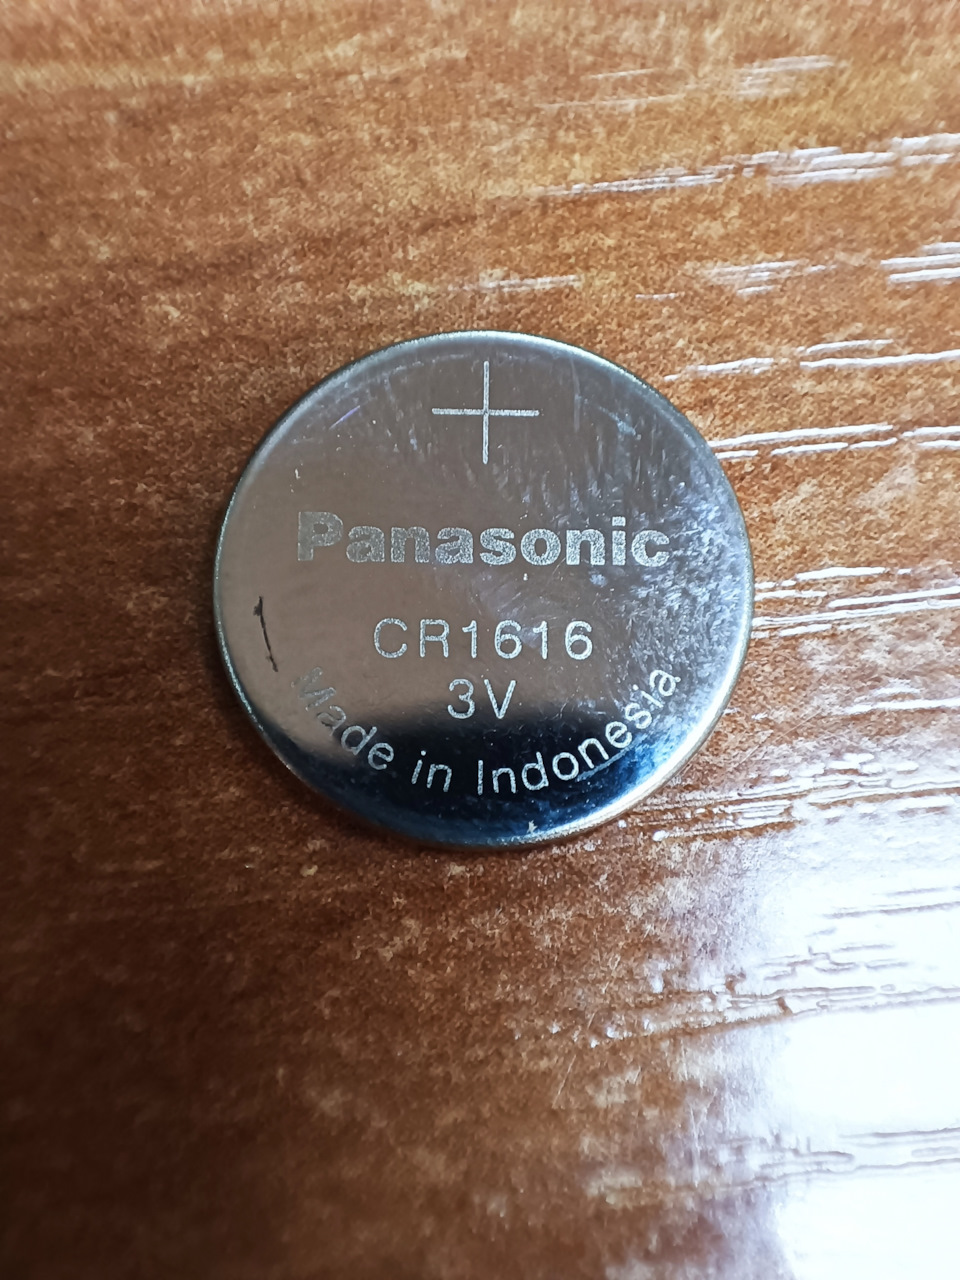 +
Panasonic
CR1616
3V
Made in Indonesia